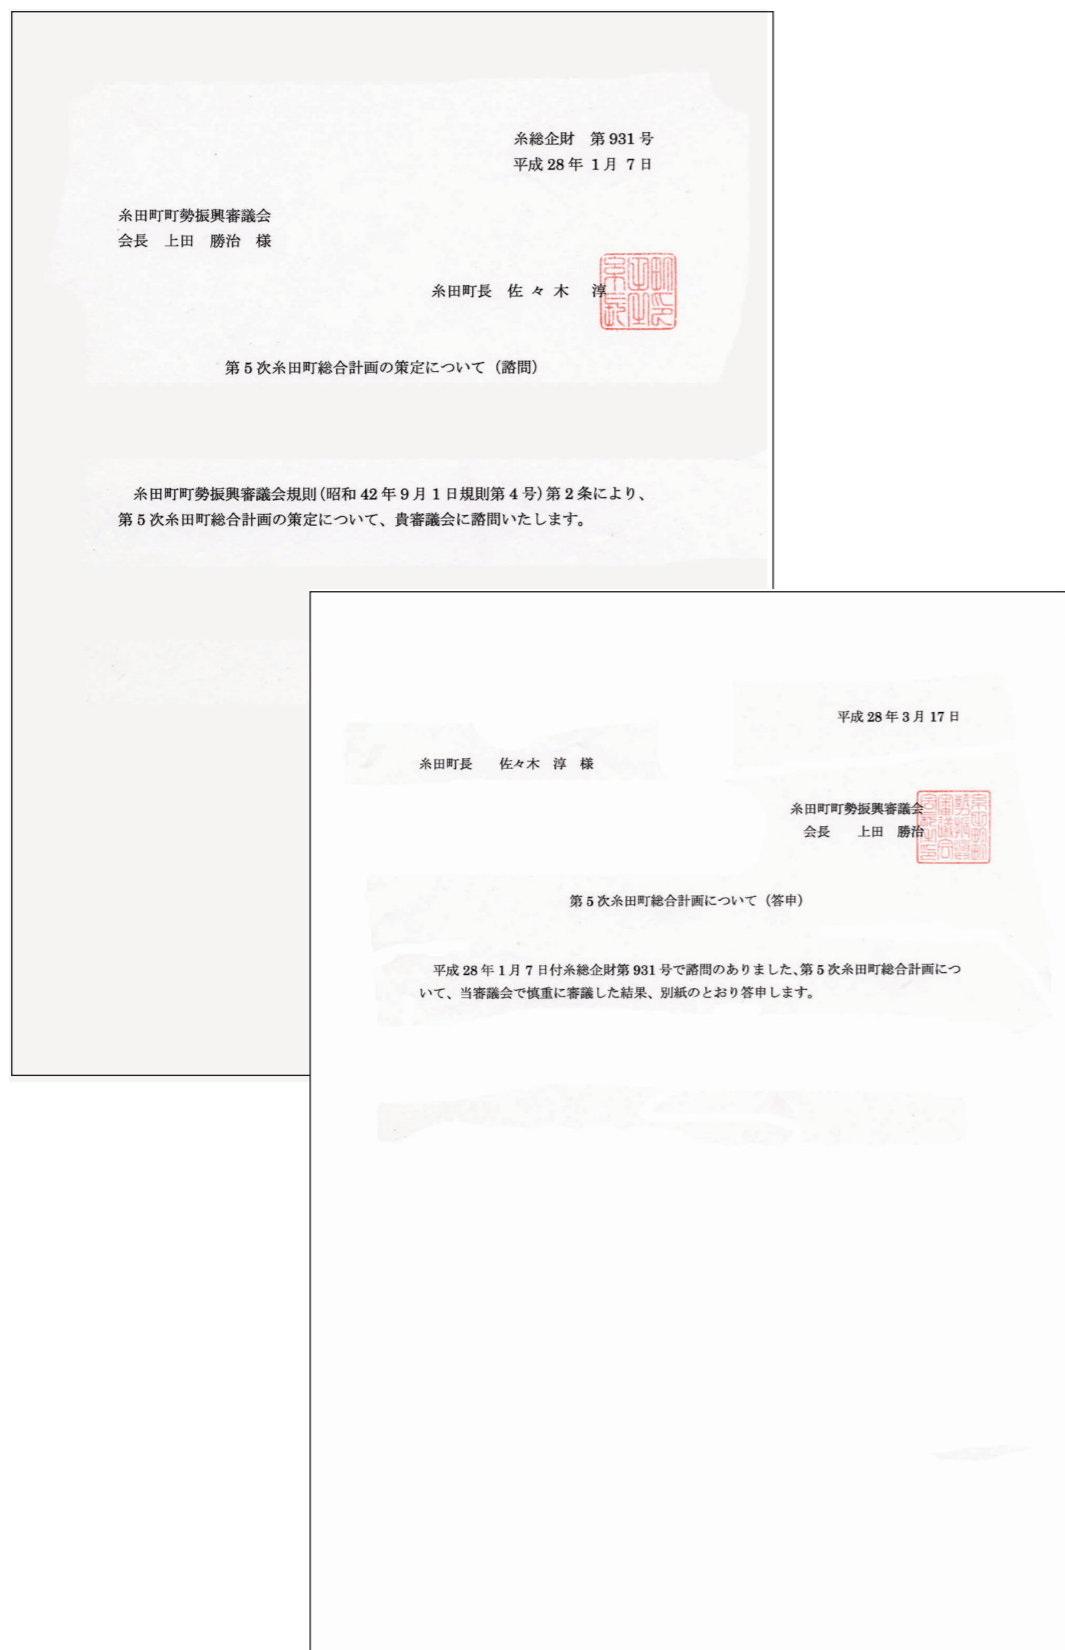 糸総企財　第931号
平成28年 1月 7日
糸田町町勢振興審議会
会長　上田　勝治　様
糸田町長　佐 々 木　淳
第5次糸田町総合計画の策定について（諮問）
糸田町町勢振興審議会規則(昭和42年9月1日規則第4号)第2条により、
第5次糸田町総合計画の策定について、貴審議会に諮問いたします。
平成28年3月17日
糸田町長　佐々木　淳　様
糸田町町勢振興審議会
会長　上田　勝治
第5次糸田町総合計画について（答申）
平成28年1月7日付糸総企財第931号で諮問のありました、第5次糸田町総合計画につ
いて、当審議会で慎重に審議した結果、別紙のとおり答申します。